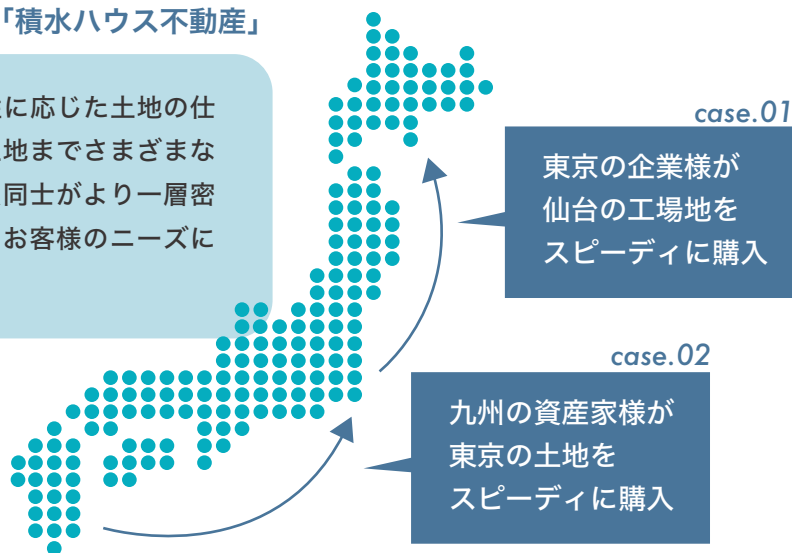 「積水ハウス不動産」
に応じた土地の仕
地までさまざまな
同士がより一層密
お客様のニーズに
case.01
東京の企業様が
仙台の工場地を
スピーディに購入
case.02
九州の資産家様が
東京の土地を
スピーディに購入